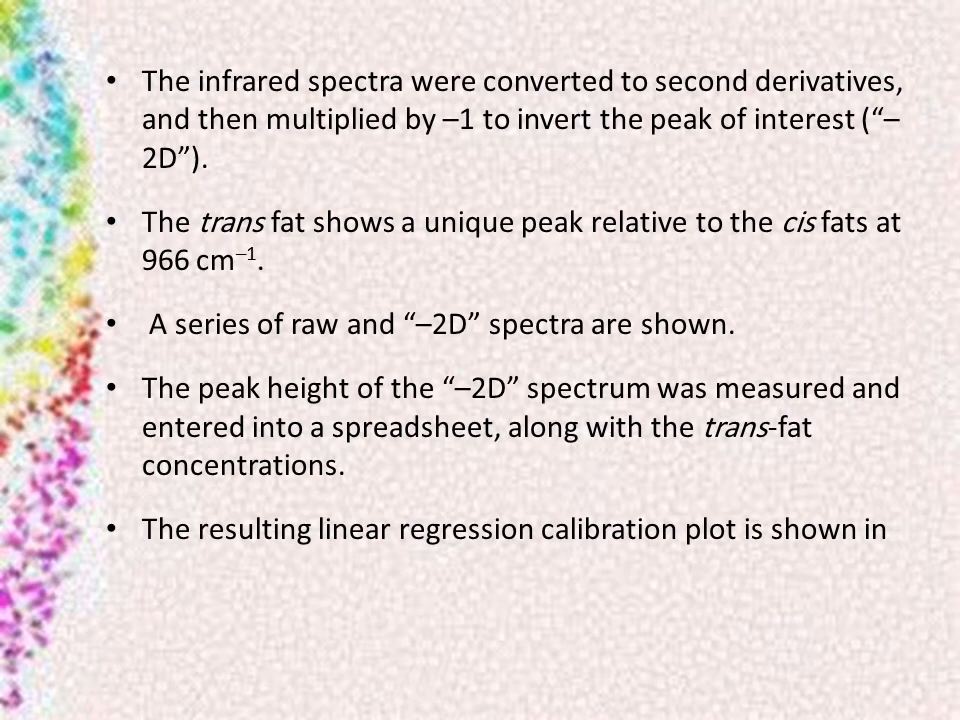 • The infrared spectra were converted to second derivatives,
and then multiplied by –1 to invert the peak of interest (“–
2D”).
• The trans fat shows a unique peak relative to the cis fats at
966 cm–1.
• A series of raw and “–2D” spectra are shown.
• The peak height of the “–2D” spectrum was measured and
entered into a spreadsheet, along with the trans-fat
concentrations.
• The resulting linear regression calibration plot is shown in